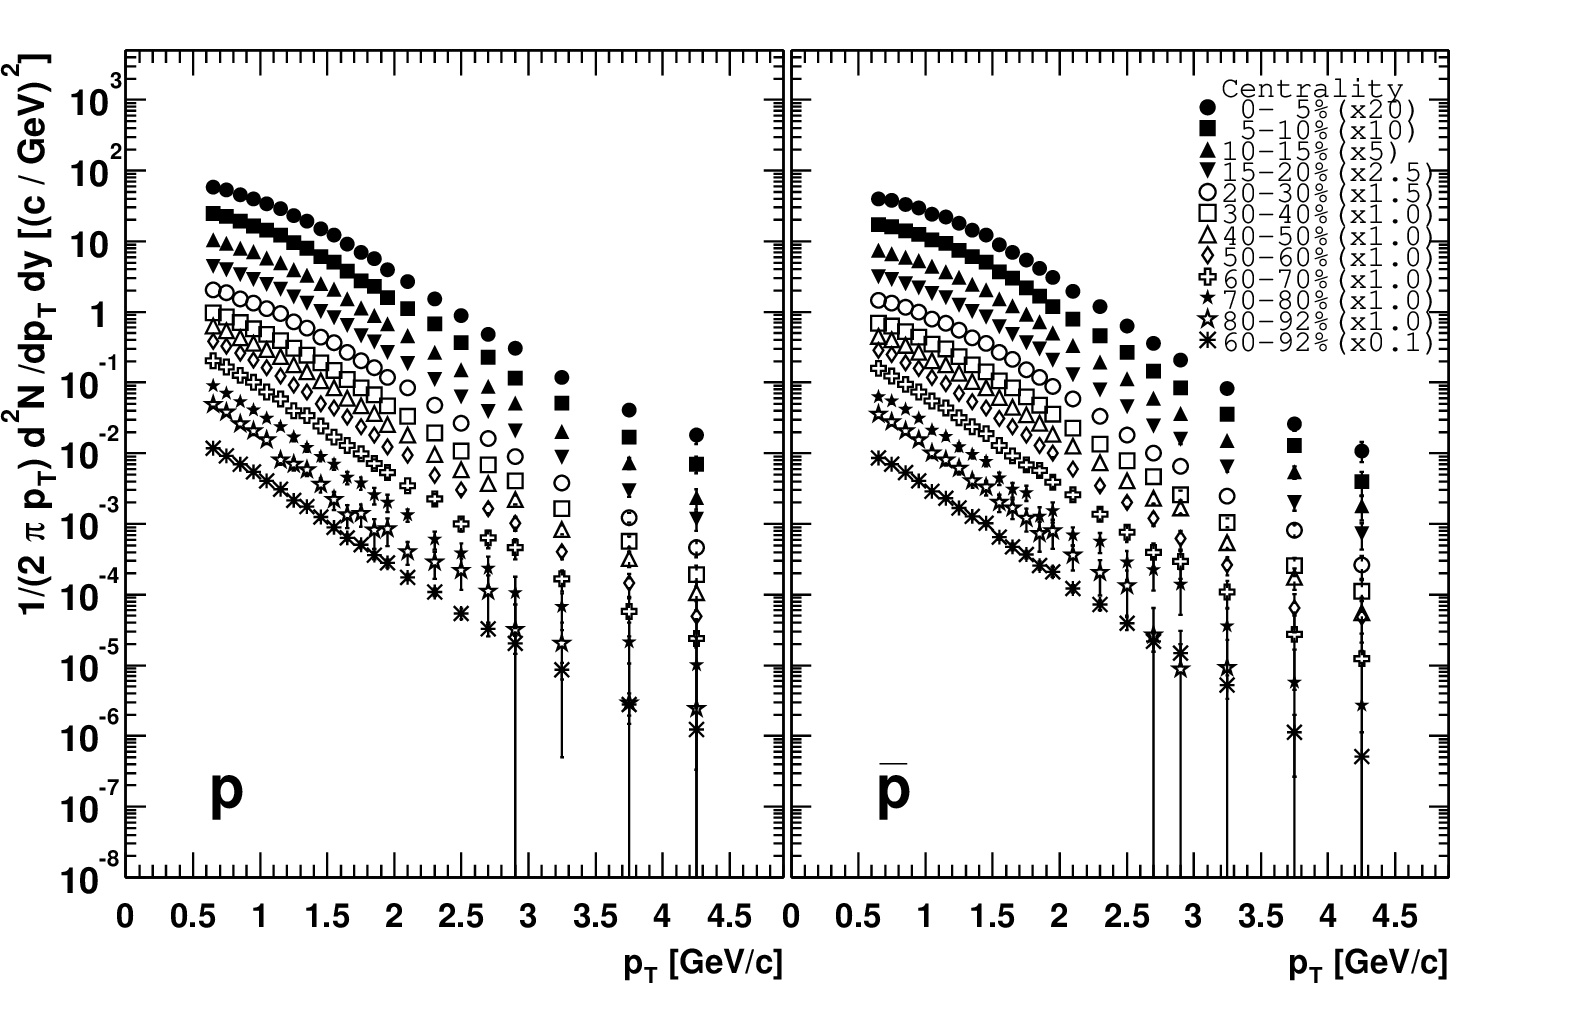 1/(2 π pT) d2N /dpT dy [(c / GeV)2]
10^3
10^2
10
1
10^-1
10^-2
10^-3
10^-4
10^-5
10^-6
10^-7
10^-8
p
0 0.5 1 1.5 2 2.5 3 3.5 4 4.5
pT [GeV/c]
Centrality
0- 5%(x20)
5-10%(x10)
10-15%(x5)
15-20%(x2.5)
20-30%(x1.5)
30-40%(x1.0)
40-50%(x1.0)
50-60%(x1.0)
60-70%(x1.0)
70-80%(x1.0)
80-92%(x1.0)
60-92%(x0.1)
p̅
0 0.5 1 1.5 2 2.5 3 3.5 4 4.5
pT [GeV/c]